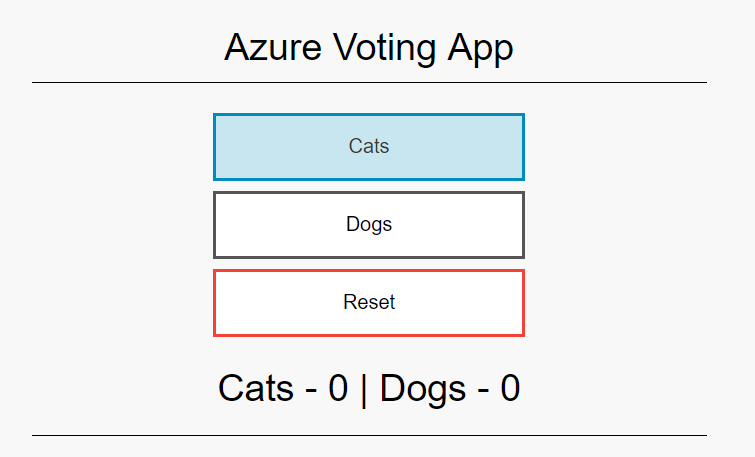 Azure Voting App
Cats
Dogs
Reset
Cats - 0 | Dogs - 0